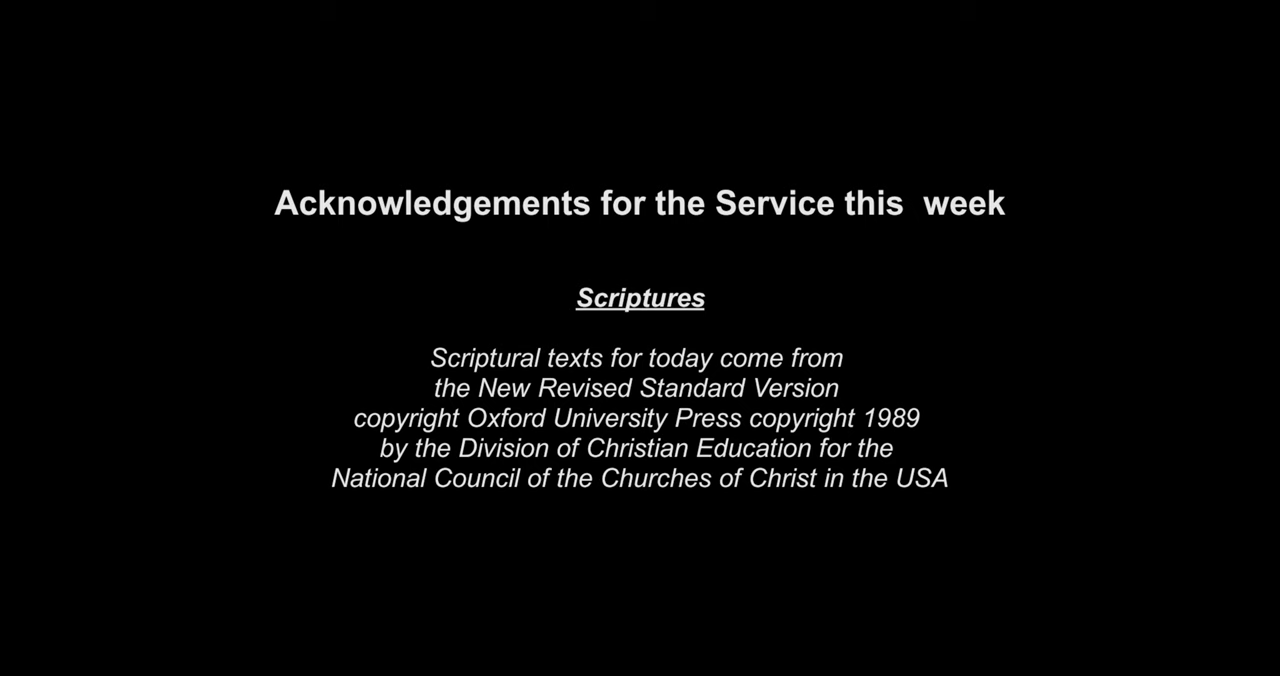 Acknowledgements for the Service this  week
Scriptures
Scriptural texts for today come from
the New Revised Standard Version
copyright Oxford University Press copyright 1989
by the Division of Christian Education for the
National Council of the Churches of Christ in the USA